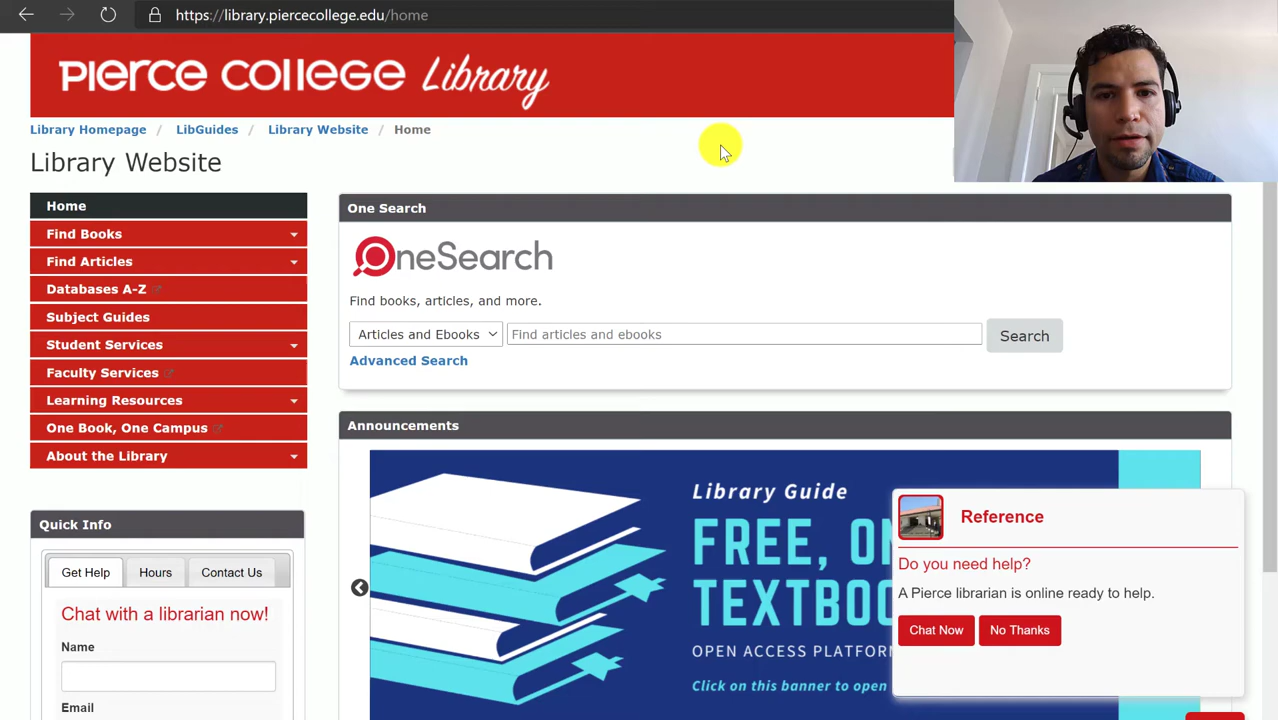 https://library.piercecollege.edu/home
PIERCE COLLEGE Library
Library Homepage / LibGuides / Library Website / Home
Library Website
Home
Find Books
Find Articles
Databases A-Z
Subject Guides
Student Services
Faculty Services
Learning Resources
One Book, One Campus
About the Library
Quick Info
Get Help Hours Contact Us
Chat with a librarian now!
Name
Email
One Search
OneSearch
Find books, articles, and more.
Articles and Ebooks Find articles and ebooks Search
Advanced Search
Announcements
Library Guide
FREE, ON
TEXTBOO
OPEN ACCESS PLATFOR
Click on this banner to open
Reference
Do you need help?
A Pierce librarian is online ready to help.
Chat Now No Thanks